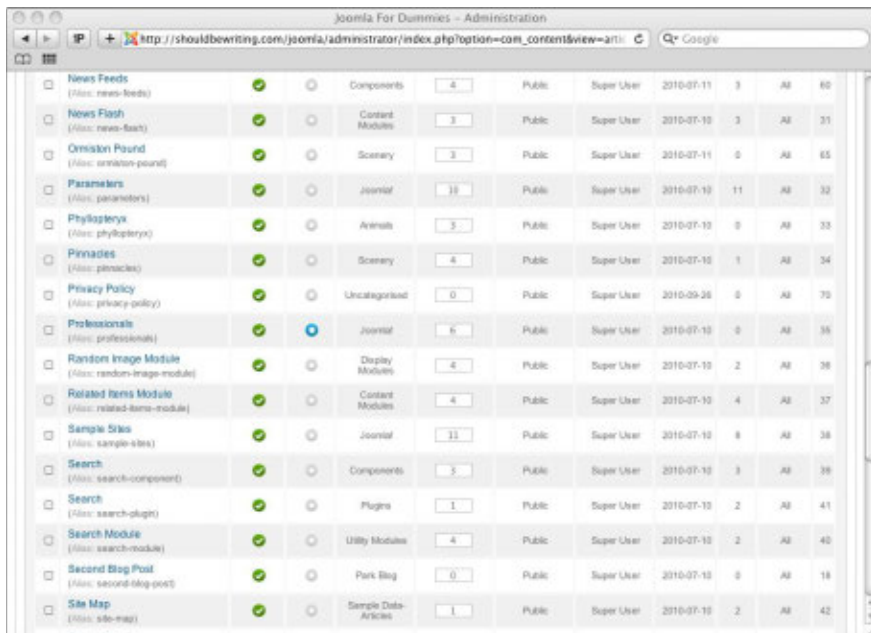 Joomla For Dummies – Administration
http://shouldbewriting.com/joomla/administrator/index.php?option=com_content&view=arti
Google
News Feeds Components 4 Public Super User 2010-07-11 3 All 60
(Alias: news-feeds)
News Flash Content Modules 3 Public Super User 2010-07-10 3 All 31
(Alias: news-flash)
Ormiston Pound Scenery 3 Public Super User 2010-07-11 0 All 65
(Alias: ormiston-pound)
Parameters Joomla! 10 Public Super User 2010-07-10 11 All 32
(Alias: parameters)
Phyllopteryx Animals 3 Public Super User 2010-07-10 0 All 33
(Alias: phyllopteryx)
Pinnacles Scenery 4 Public Super User 2010-07-10 1 All 34
(Alias: pinnacles)
Privacy Policy Uncategorised 0 Public Super User 2010-09-26 0 All 70
(Alias: privacy-policy)
Professionals Joomla! 6 Public Super User 2010-07-10 0 All 35
(Alias: professionals)
Random Image Module Display Modules 4 Public Super User 2010-07-10 2 All 36
(Alias: random-image-module)
Related Items Module Content Modules 4 Public Super User 2010-07-10 4 All 37
(Alias: related-items-module)
Sample Sites Joomla! 11 Public Super User 2010-07-10 All 38
(Alias: sample-sites)
Search Components 3 Public Super User 2010-07-10 3 All 39
(Alias: search-component)
Search Plugins 1 Public Super User 2010-07-10 2 All 41
(Alias: search-plugin)
Search Module Utility Modules 4 Public Super User 2010-07-10 2 All 40
(Alias: search-module)
Second Blog Post Park Blog 0 Public Super User 2010-07-10 0 All
(Alias: second-blog-post)
Site Map Sample Data-Articles 1 Public Super User 2010-07-10 2 All 42
(Alias: site-map)